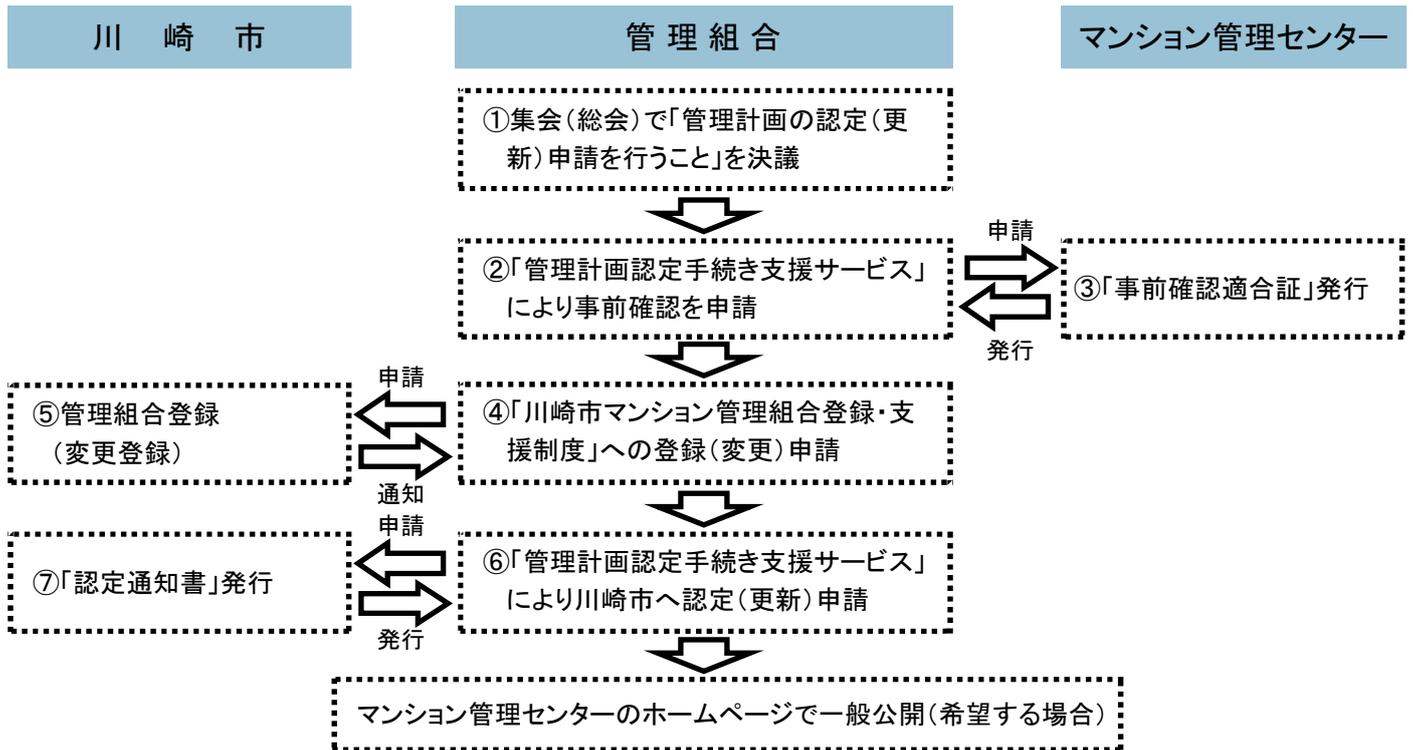 川崎市
管理組合
マンション管理センター
①集会（総会）で「管理計画の認定（更
新）申請を行うこと」を決議
申請
②「管理計画認定手続き支援サービス」
により事前確認を申請
③「事前確認適合証」発行
発行
申請
⑤管理組合登録
（変更登録）
④「川崎市マンション管理組合登録・支
援制度」への登録（変更）申請
通知
申請
⑦「認定通知書」発行
⑥「管理計画認定手続き支援サービス」
により川崎市へ認定（更新）申請
発行
マンション管理センターのホームページで一般公開（希望する場合）